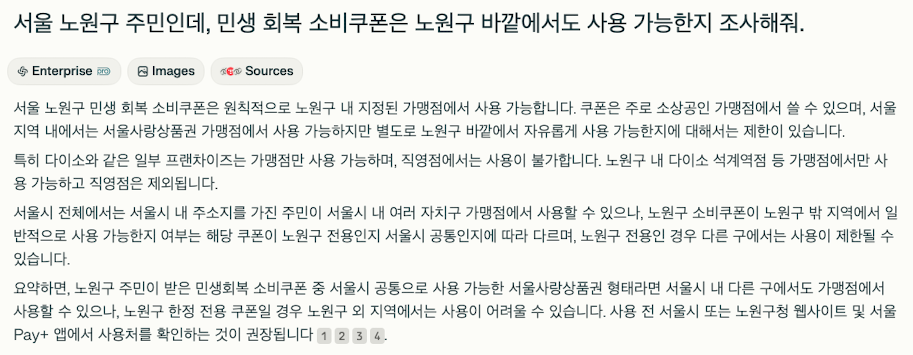 서울 노원구 주민인데, 민생 회복 소비쿠폰은 노원구 바깥에서도 사용 가능한지 조사해줘.
Enterprise PRO Images Sources
서울 노원구 민생 회복 소비쿠폰은 원칙적으로 노원구 내 지정된 가맹점에서 사용 가능합니다. 쿠폰은 주로 소상공인 가맹점에서 쓸 수 있으며, 서울
지역 내에서는 서울사랑상품권 가맹점에서 사용 가능하지만 별도로 노원구 바깥에서 자유롭게 사용 가능한지에 대해서는 제한이 있습니다.
특히 다이소와 같은 일부 프랜차이즈는 가맹점만 사용 가능하며, 직영점에서는 사용이 불가합니다. 노원구 내 다이소 석계역점 등 가맹점에서만 사
용 가능하고 직영점은 제외됩니다.
서울시 전체에서는 서울시 내 주소지를 가진 주민이 서울시 내 여러 자치구 가맹점에서 사용할 수 있으나, 노원구 소비쿠폰이 노원구 밖 지역에서 일
반적으로 사용 가능한지 여부는 해당 쿠폰이 노원구 전용인지 서울시 공통인지에 따라 다르며, 노원구 전용인 경우 다른 구에서는 사용이 제한될 수
있습니다.
요약하면, 노원구 주민이 받은 민생회복 소비쿠폰 중 서울시 공통으로 사용 가능한 서울사랑상품권 형태라면 서울시 내 다른 구에서도 가맹점에서
사용할 수 있으나, 노원구 한정 전용 쿠폰일 경우 노원구 외 지역에서는 사용이 어려울 수 있습니다. 사용 전 서울시 또는 노원구청 웹사이트 및 서울
Pay+ 앱에서 사용처를 확인하는 것이 권장됩니다 1 2 3 4.